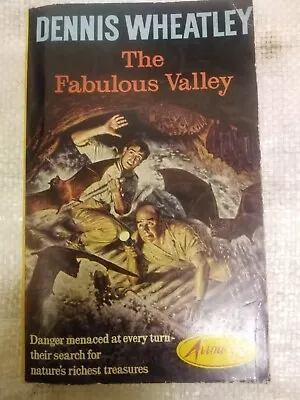 DENNIS WHEATLEY
The
Fabulous Valley
Danger menaced at every turn-
their search for
nature's richest treasures